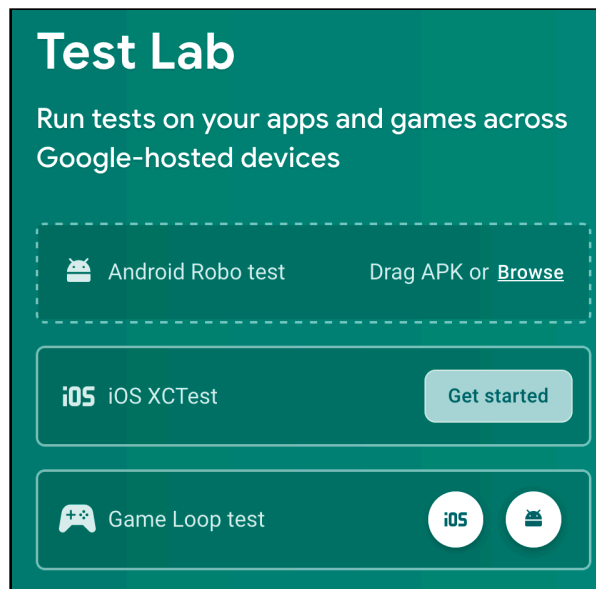 Test Lab
Run tests on your apps and games across
Google-hosted devices
Android Robo test Drag APK or Browse
iOS iOS XCTest Get started
Game Loop test iOS